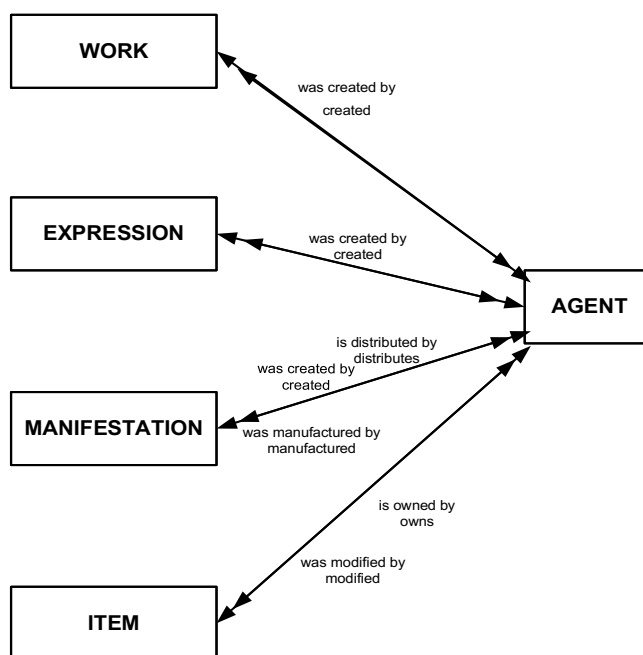 WORK
was created by
created
EXPRESSION
was created by
created
AGENT
is distributed by
distributes
was created by
created
MANIFESTATION
was manufactured by
manufactured
is owned by
owns
was modified by
modified
ITEM